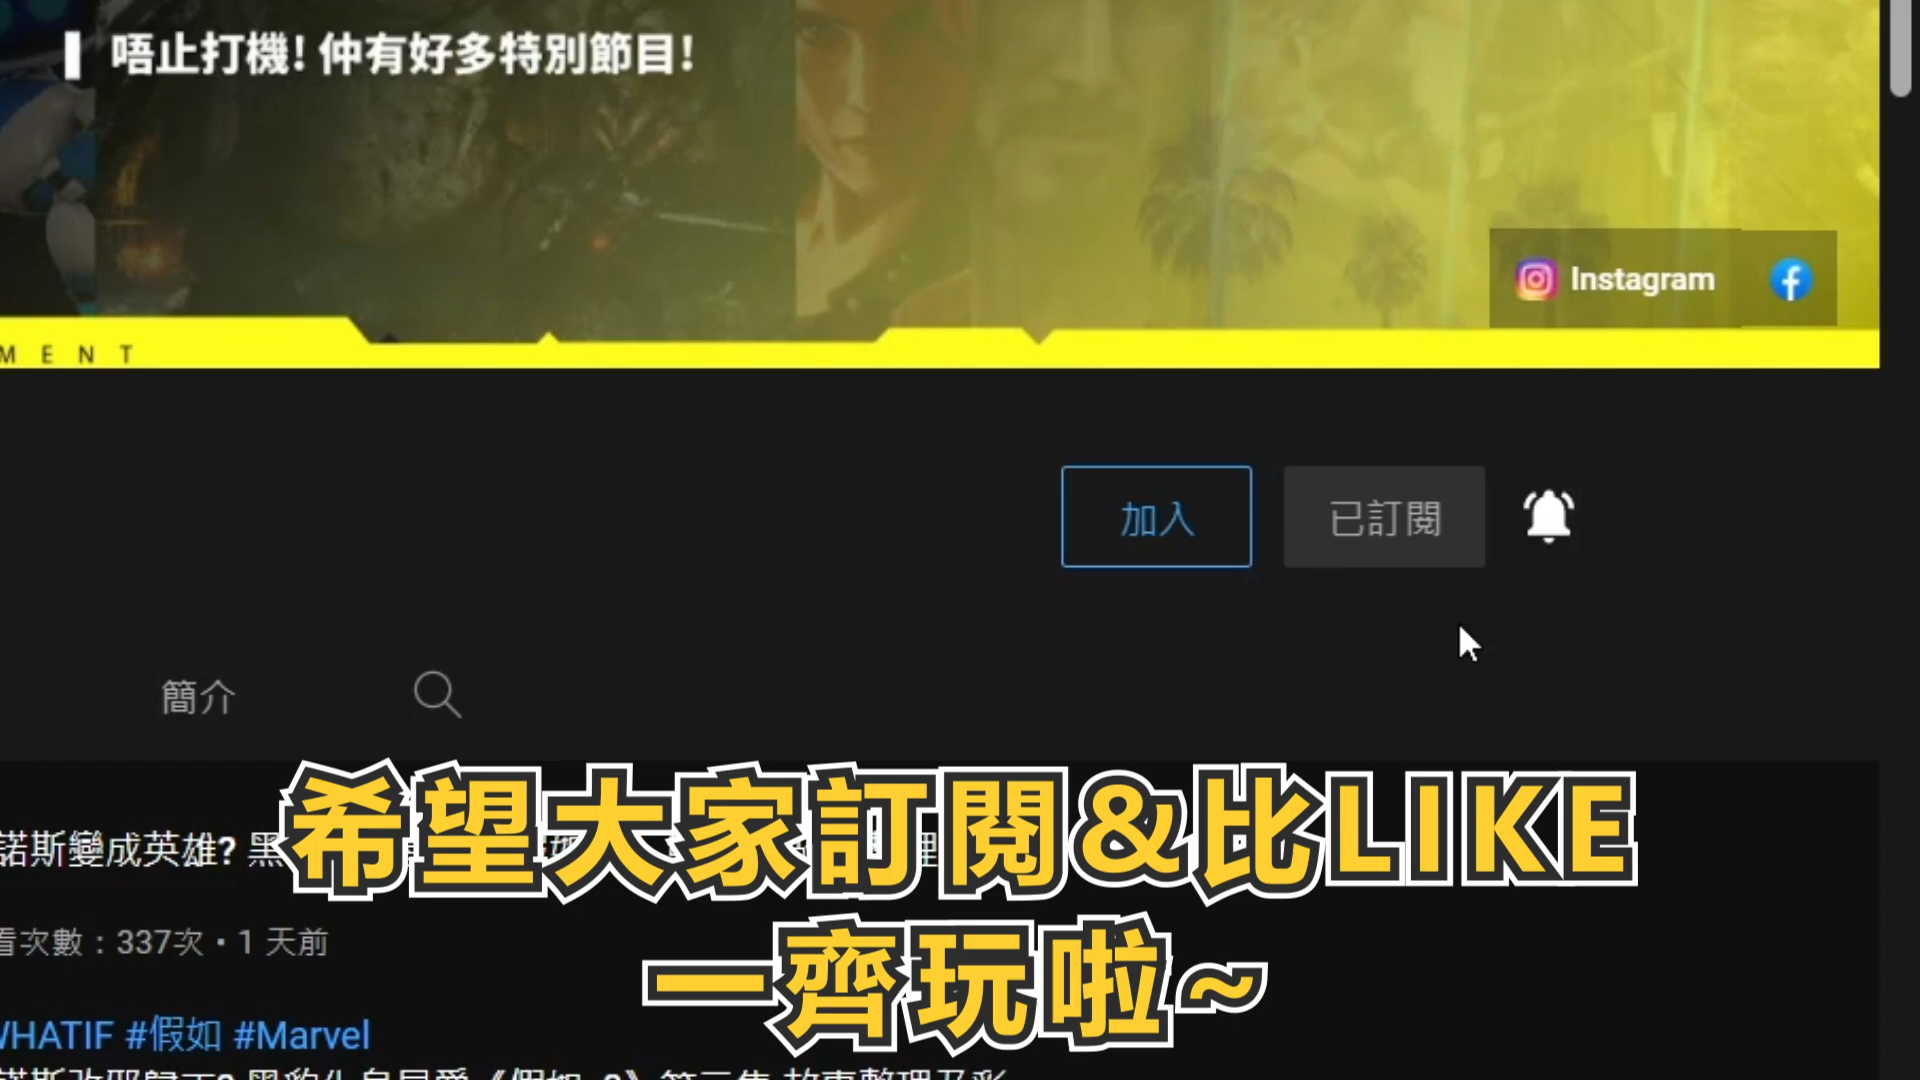 唔止打機! 仲有好多特別節目!
Instagram
MENT
加入
已訂閱
簡介
諾斯變成英雄? 黑
希望大家訂閱&比LIKE
一齊玩啦~
看次數：337次・1 天前
WHATIF #假如 #Marvel